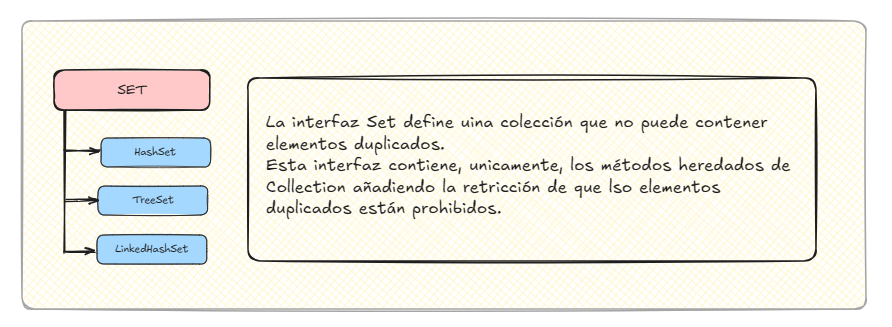 SET
HashSet
TreeSet
LinkedHashSet
La interfaz Set define uina colección que no puede contener
elementos duplicados.
Esta interfaz contiene, unicamente, los métodos heredados de
Collection añadiendo la retricción de que lso elementos
duplicados están prohibidos.